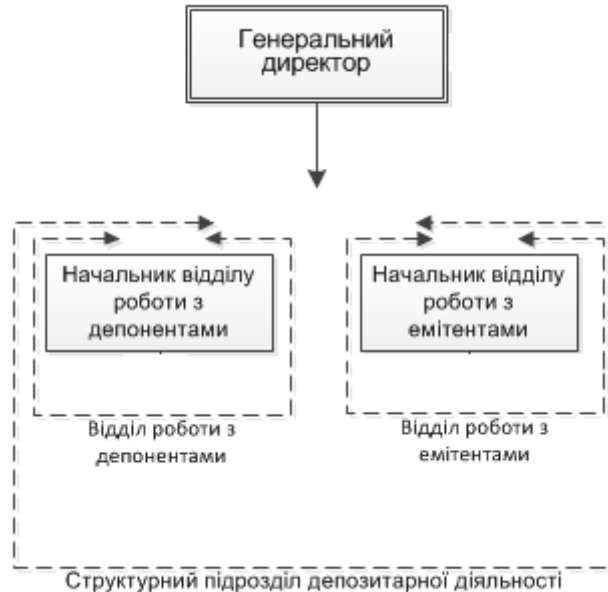 Генеральний
директор
Начальник відділу
роботи з
депонентами
Начальник відділу
роботи з
емітентами
Відділ роботи з
депонентами
Відділ роботи з
емітентами
Структурний підрозділ депозитарної діяльності